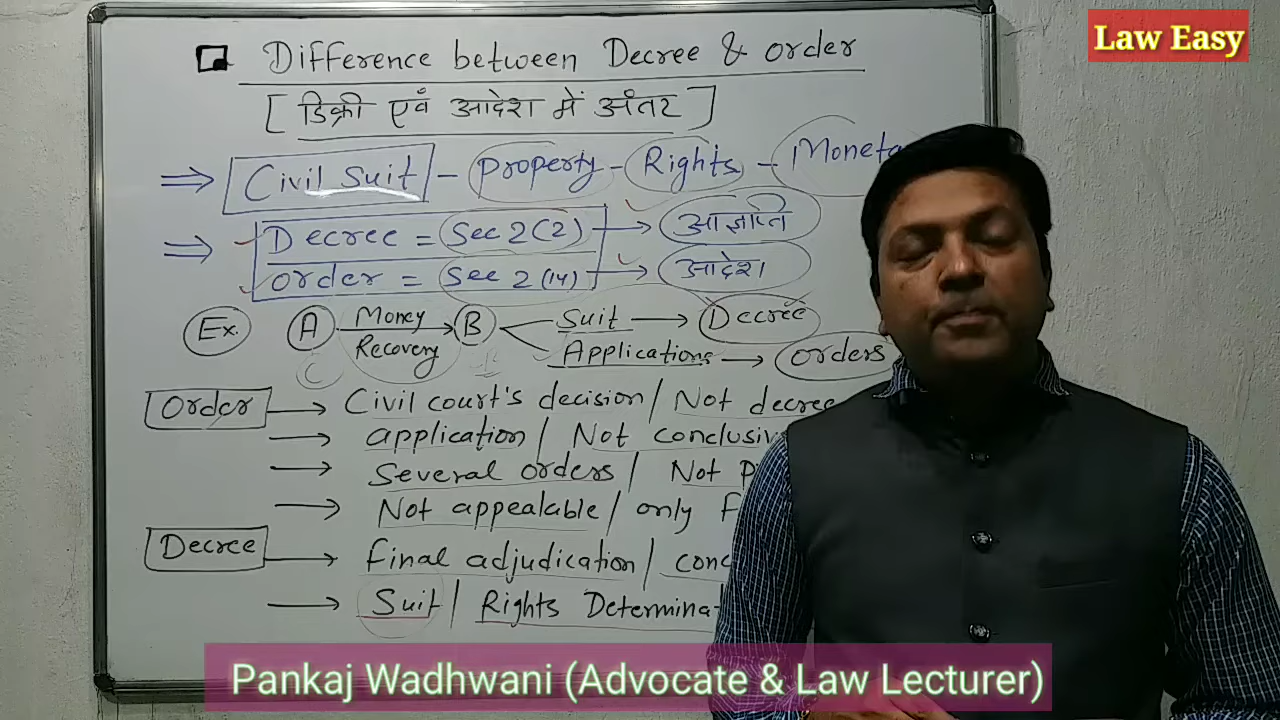 Law Easy
Difference between Decree & order
[ डिक्री एवं आदेश में अंतर ]
⇒ Civil Suit - Property - Rights - Moneta
⇒ Decree = Sec 2(2) → आज्ञप्ति
order = Sec 2(14) → आदेश
Ex. A Money Recovery → B Suit → Decree
C Applications → orders
Order → Civil court's decision / Not decree
→ application / Not conclusiv
→ Several orders / Not P
→ Not appealable / only F
Decree → Final adjudication / conc
→ Suit / Rights Determinat
Pankaj Wadhwani (Advocate & Law Lecturer)